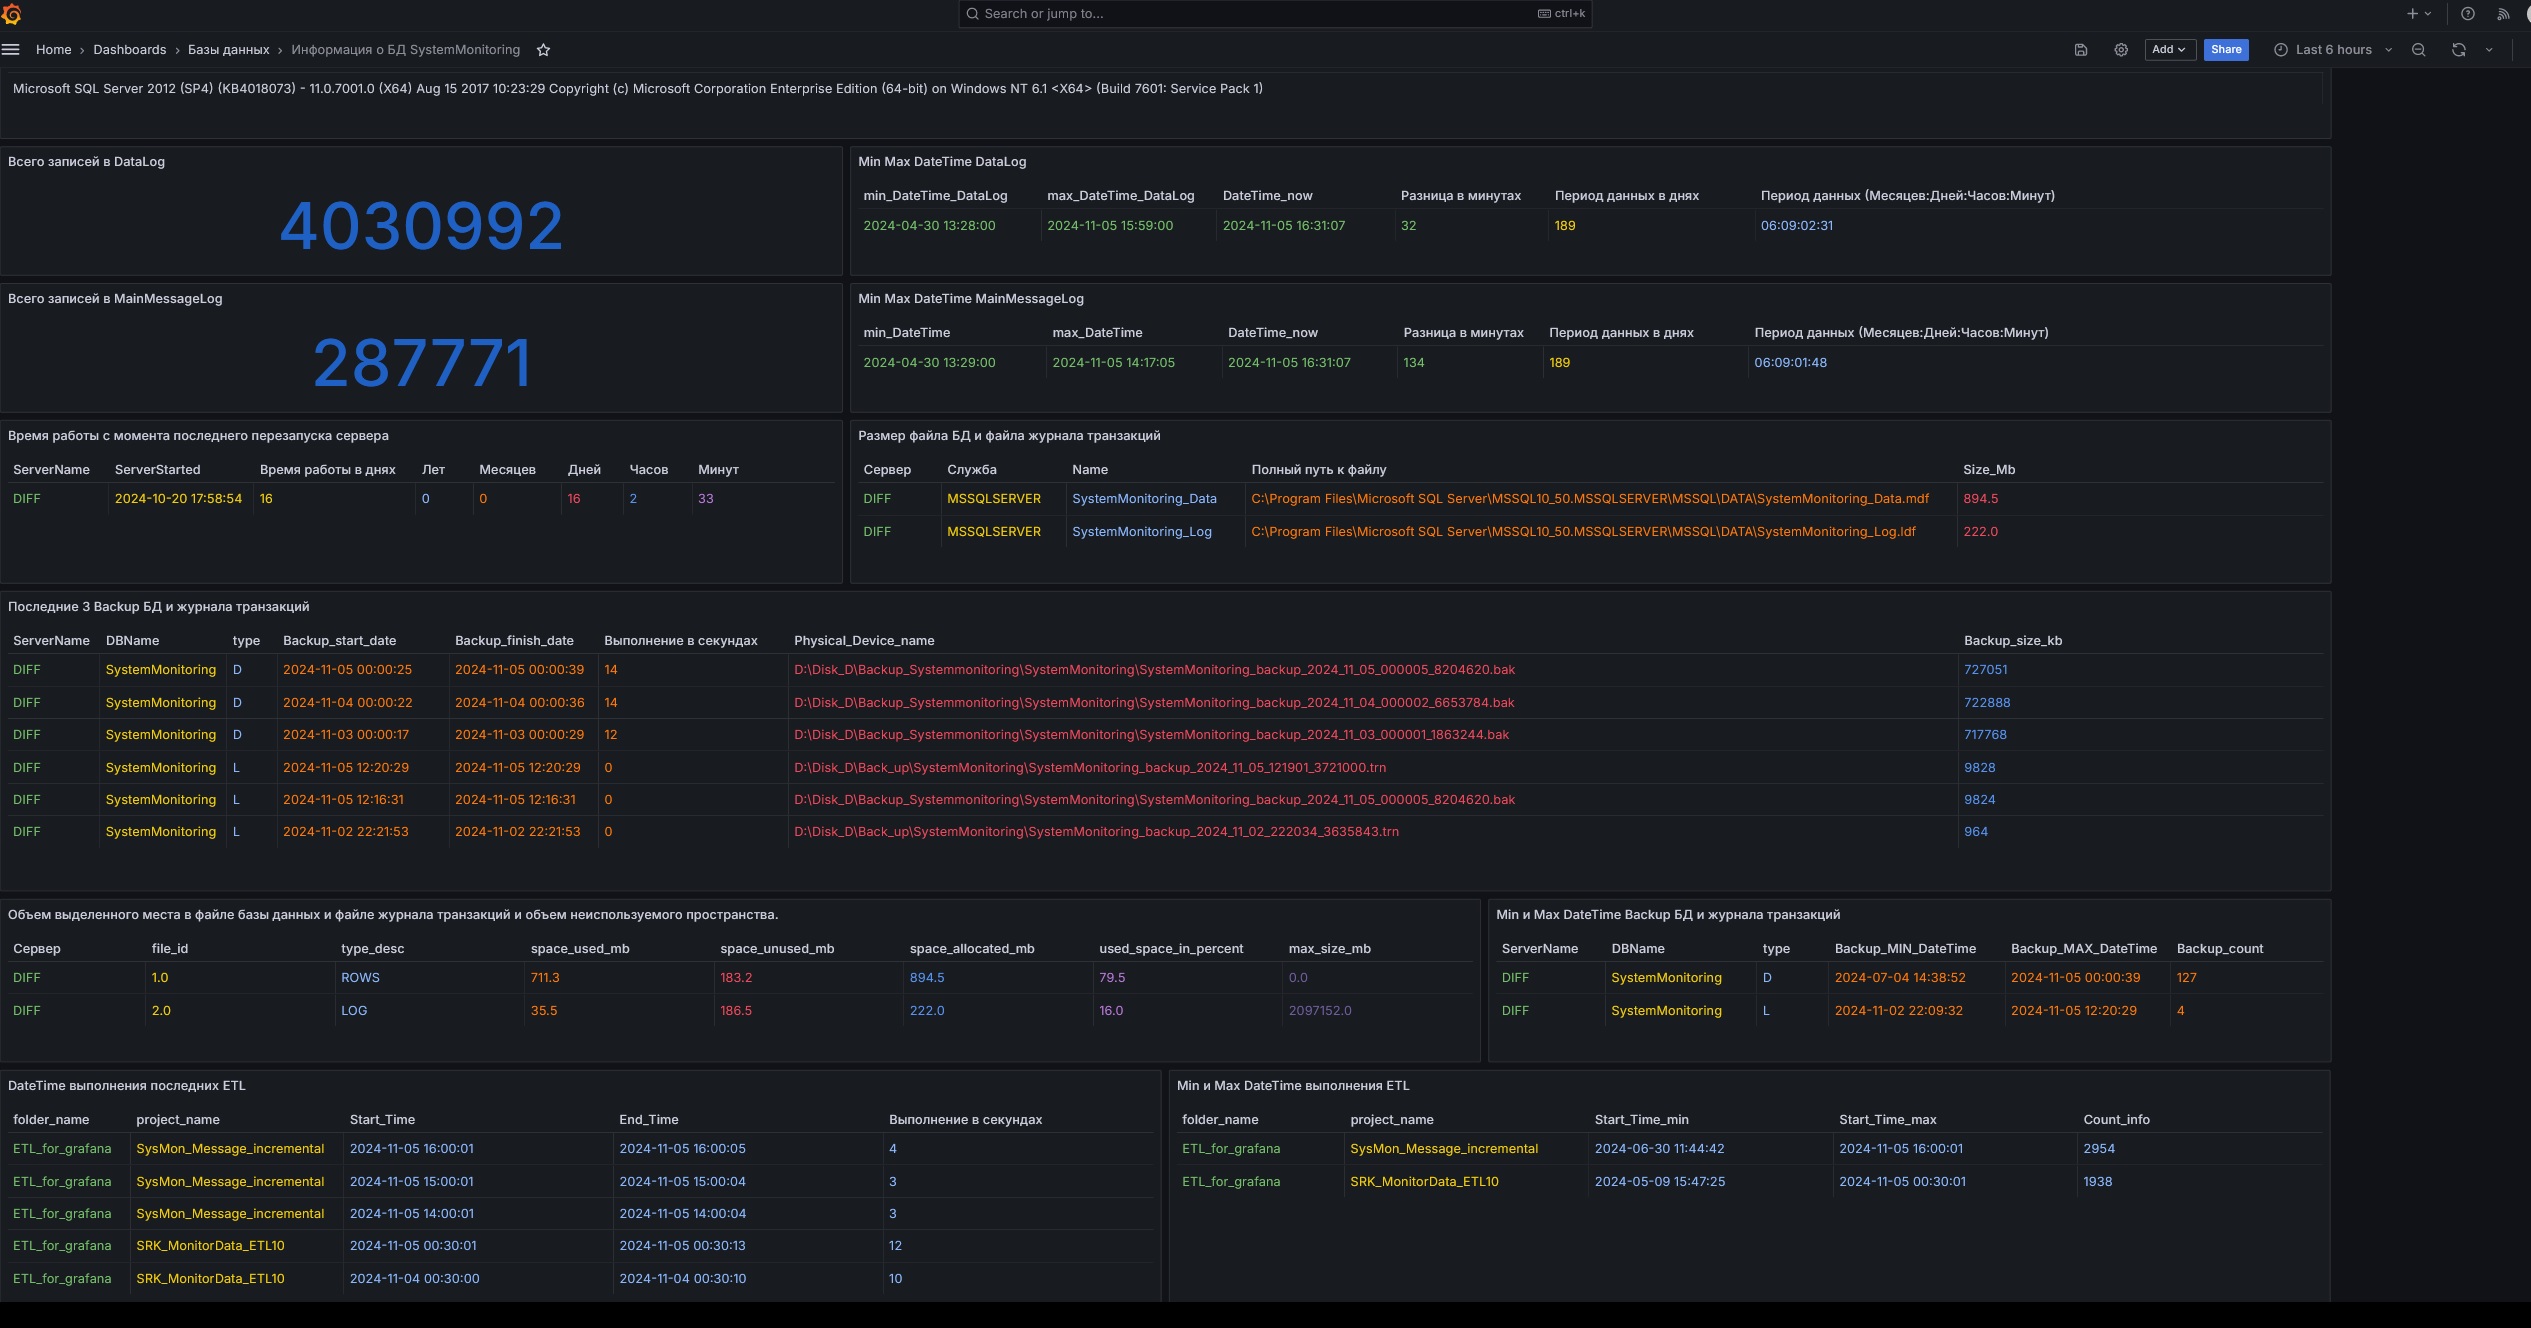 Search or jump to...
ctrl+k
Home › Dashboards › Базы данных › Информация о БД SystemMonitoring
Add
Share
Last 6 hours
Microsoft SQL Server 2012 (SP4) (KB4018073) - 11.0.7001.0 (X64) Aug 15 2017 10:23:29 Copyright (c) Microsoft Corporation Enterprise Edition (64-bit) on Windows NT 6.1 <X64> (Build 7601: Service Pack 1)
Всего записей в DataLog
4030992
Min Max DateTime DataLog
min_DateTime_DataLog max_DateTime_DataLog DateTime_now Разница в минутах Период данных в днях Период данных (Месяцев:Дней:Часов:Минут)
2024-04-30 13:28:00 2024-11-05 15:59:00 2024-11-05 16:31:07 32 189 06:09:02:31
Всего записей в MainMessageLog
287771
Min Max DateTime MainMessageLog
min_DateTime max_DateTime DateTime_now Разница в минутах Период данных в днях Период данных (Месяцев:Дней:Часов:Минут)
2024-04-30 13:29:00 2024-11-05 14:17:05 2024-11-05 16:31:07 134 189 06:09:01:48
Время работы с момента последнего перезапуска сервера
ServerName ServerStarted Время работы в днях Лет Месяцев Дней Часов Минут
DIFF 2024-10-20 17:58:54 16 0 0 16 2 33
Размер файла БД и файла журнала транзакций
Сервер Служба Name Полный путь к файлу Size_Mb
DIFF MSSQLSERVER SystemMonitoring_Data C:\Program Files\Microsoft SQL Server\MSSQL10_50.MSSQLSERVER\MSSQL\DATA\SystemMonitoring_Data.mdf 894.5
DIFF MSSQLSERVER SystemMonitoring_Log C:\Program Files\Microsoft SQL Server\MSSQL10_50.MSSQLSERVER\MSSQL\DATA\SystemMonitoring_Log.ldf 222.0
Последние 3 Backup БД и журнала транзакций
ServerName DBName type Backup_start_date Backup_finish_date Выполнение в секундах Physical_Device_name Backup_size_kb
DIFF SystemMonitoring D 2024-11-05 00:00:25 2024-11-05 00:00:39 14 D:\Disk_D\Backup_Systemmonitoring\SystemMonitoring\SystemMonitoring_backup_2024_11_05_000005_8204620.bak 727051
DIFF SystemMonitoring D 2024-11-04 00:00:22 2024-11-04 00:00:36 14 D:\Disk_D\Backup_Systemmonitoring\SystemMonitoring\SystemMonitoring_backup_2024_11_04_000002_6653784.bak 722888
DIFF SystemMonitoring D 2024-11-03 00:00:17 2024-11-03 00:00:29 12 D:\Disk_D\Backup_Systemmonitoring\SystemMonitoring\SystemMonitoring_backup_2024_11_03_000001_1863244.bak 717768
DIFF SystemMonitoring L 2024-11-05 12:20:29 2024-11-05 12:20:29 0 D:\Disk_D\Back_up\SystemMonitoring\SystemMonitoring_backup_2024_11_05_121901_3721000.trn 9828
DIFF SystemMonitoring L 2024-11-05 12:16:31 2024-11-05 12:16:31 0 D:\Disk_D\Backup_Systemmonitoring\SystemMonitoring\SystemMonitoring_backup_2024_11_05_000005_8204620.bak 9824
DIFF SystemMonitoring L 2024-11-02 22:21:53 2024-11-02 22:21:53 0 D:\Disk_D\Back_up\SystemMonitoring\SystemMonitoring_backup_2024_11_02_222034_3635843.trn 964
Объем выделенного места в файле базы данных и файле журнала транзакций и объем неиспользуемого пространства.
Сервер file_id type_desc space_used_mb space_unused_mb space_allocated_mb used_space_in_percent max_size_mb
DIFF 1.0 ROWS 711.3 183.2 894.5 79.5 0.0
DIFF 2.0 LOG 35.5 186.5 222.0 16.0 2097152.0
Min и Max DateTime Backup БД и журнала транзакций
ServerName DBName type Backup_MIN_DateTime Backup_MAX_DateTime Backup_count
DIFF SystemMonitoring D 2024-07-04 14:38:52 2024-11-05 00:00:39 127
DIFF SystemMonitoring L 2024-11-02 22:09:32 2024-11-05 12:20:29 4
DateTime выполнения последних ETL
folder_name project_name Start_Time End_Time Выполнение в секундах
ETL_for_grafana SysMon_Message_incremental 2024-11-05 16:00:01 2024-11-05 16:00:05 4
ETL_for_grafana SysMon_Message_incremental 2024-11-05 15:00:01 2024-11-05 15:00:04 3
ETL_for_grafana SysMon_Message_incremental 2024-11-05 14:00:01 2024-11-05 14:00:04 3
ETL_for_grafana SRK_MonitorData_ETL10 2024-11-05 00:30:01 2024-11-05 00:30:13 12
ETL_for_grafana SRK_MonitorData_ETL10 2024-11-04 00:30:00 2024-11-04 00:30:10 10
Min и Max DateTime выполнения ETL
folder_name project_name Start_Time_min Start_Time_max Count_info
ETL_for_grafana SysMon_Message_incremental 2024-06-30 11:44:42 2024-11-05 16:00:01 2954
ETL_for_grafana SRK_MonitorData_ETL10 2024-05-09 15:47:25 2024-11-05 00:30:01 1938